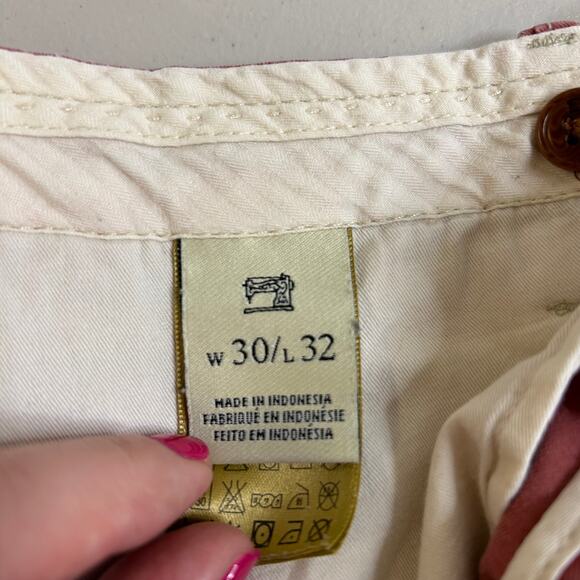 W 30/L 32
MADE IN INDONESIA
FABRIQUÉ EN INDONÉSIE
FEITO EM INDONÉSIA